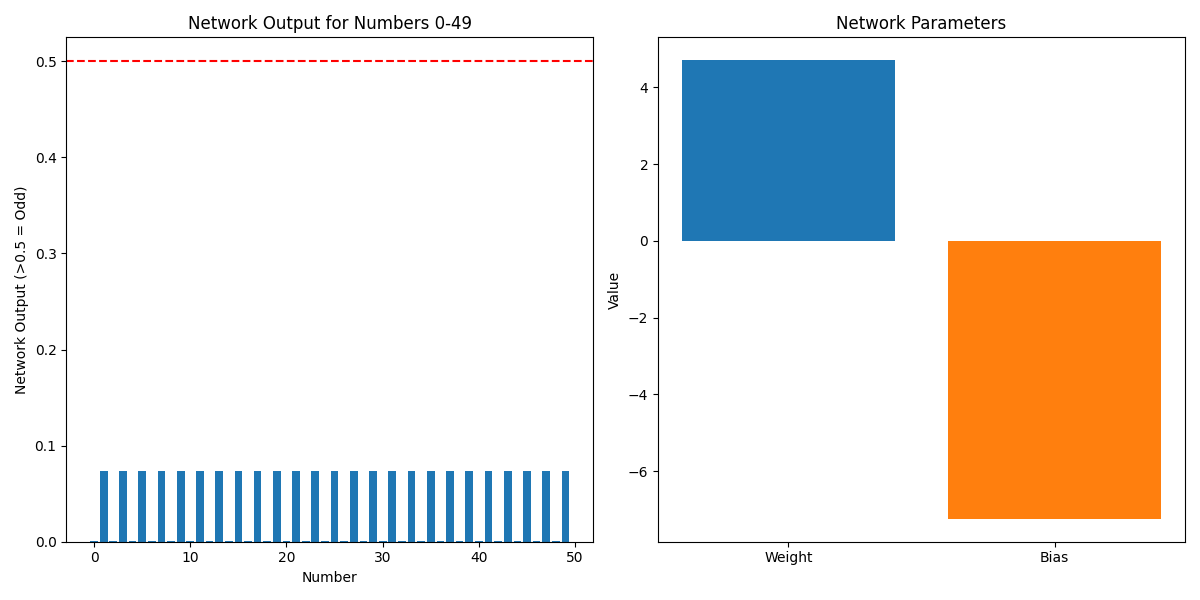 Network Output for Numbers 0-49
Network Output (>0.5 = Odd)
0.5
0.4
0.3
0.2
0.1
0.0
0 10 20 30 40 50
Number
Network Parameters
Value
4
2
0
−2
−4
−6
Weight Bias